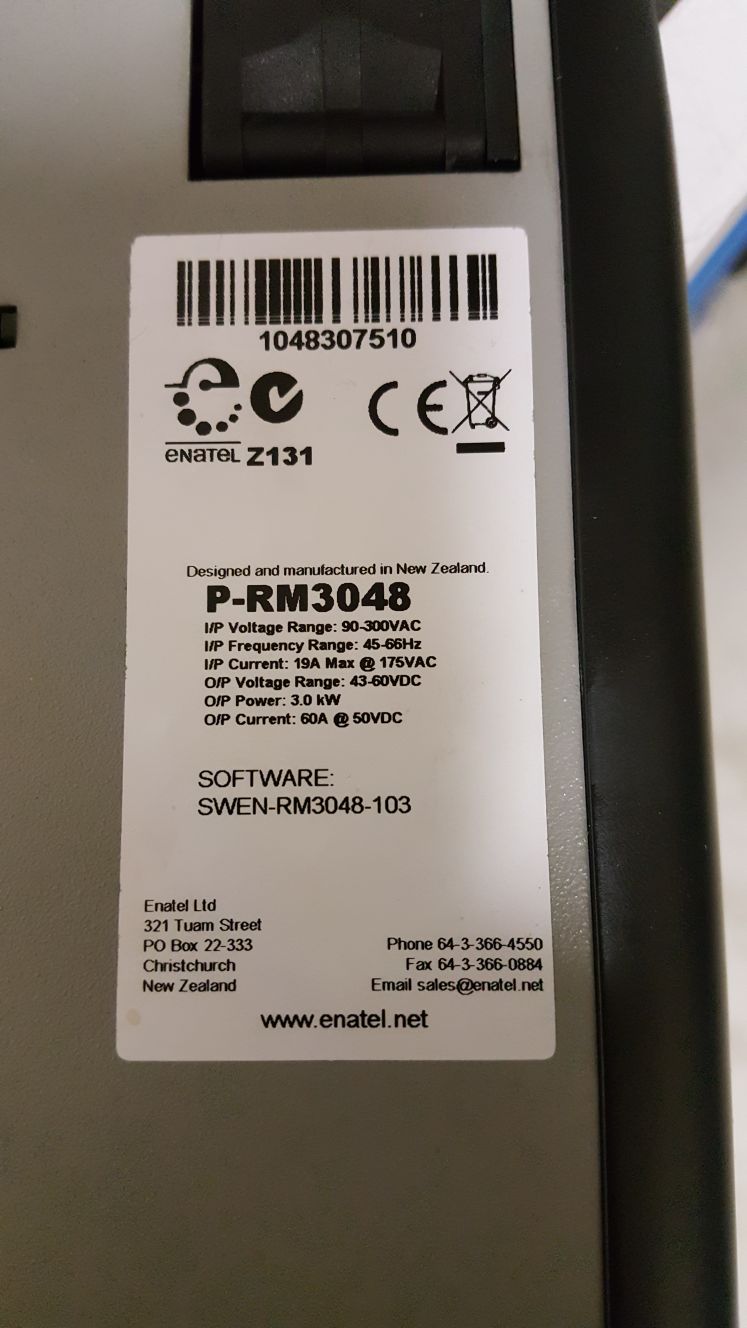 1048307510
enatel Z131
CE
Designed and manufactured in New Zealand.
P-RM3048
I/P Voltage Range: 90-300VAC
I/P Frequency Range: 45-66Hz
I/P Current: 19A Max @ 175VAC
O/P Voltage Range: 43-60VDC
O/P Power: 3.0 kW
O/P Current: 60A @ 50VDC
SOFTWARE:
SWEN-RM3048-103
Enatel Ltd
321 Tuam Street
PO Box 22-333
Christchurch
New Zealand
Phone 64-3-366-4550
Fax 64-3-366-0884
Email sales@enatel.net
www.enatel.net